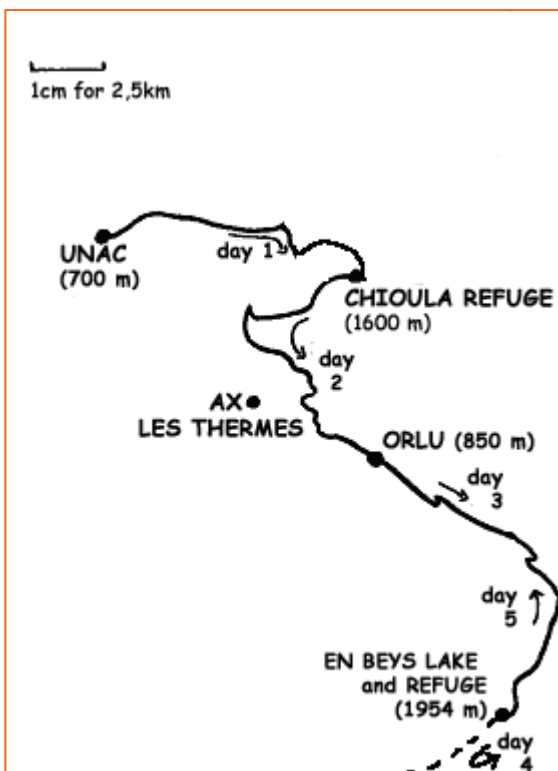 1cm for 2,5km
UNAC
(700 m)
day 1
CHIOULA REFUGE
(1600 m)
day
2
AX
LES THERMES
ORLU (850 m)
day
3
day
5
EN BEYS LAKE
and REFUGE
(1954 m)
day
4